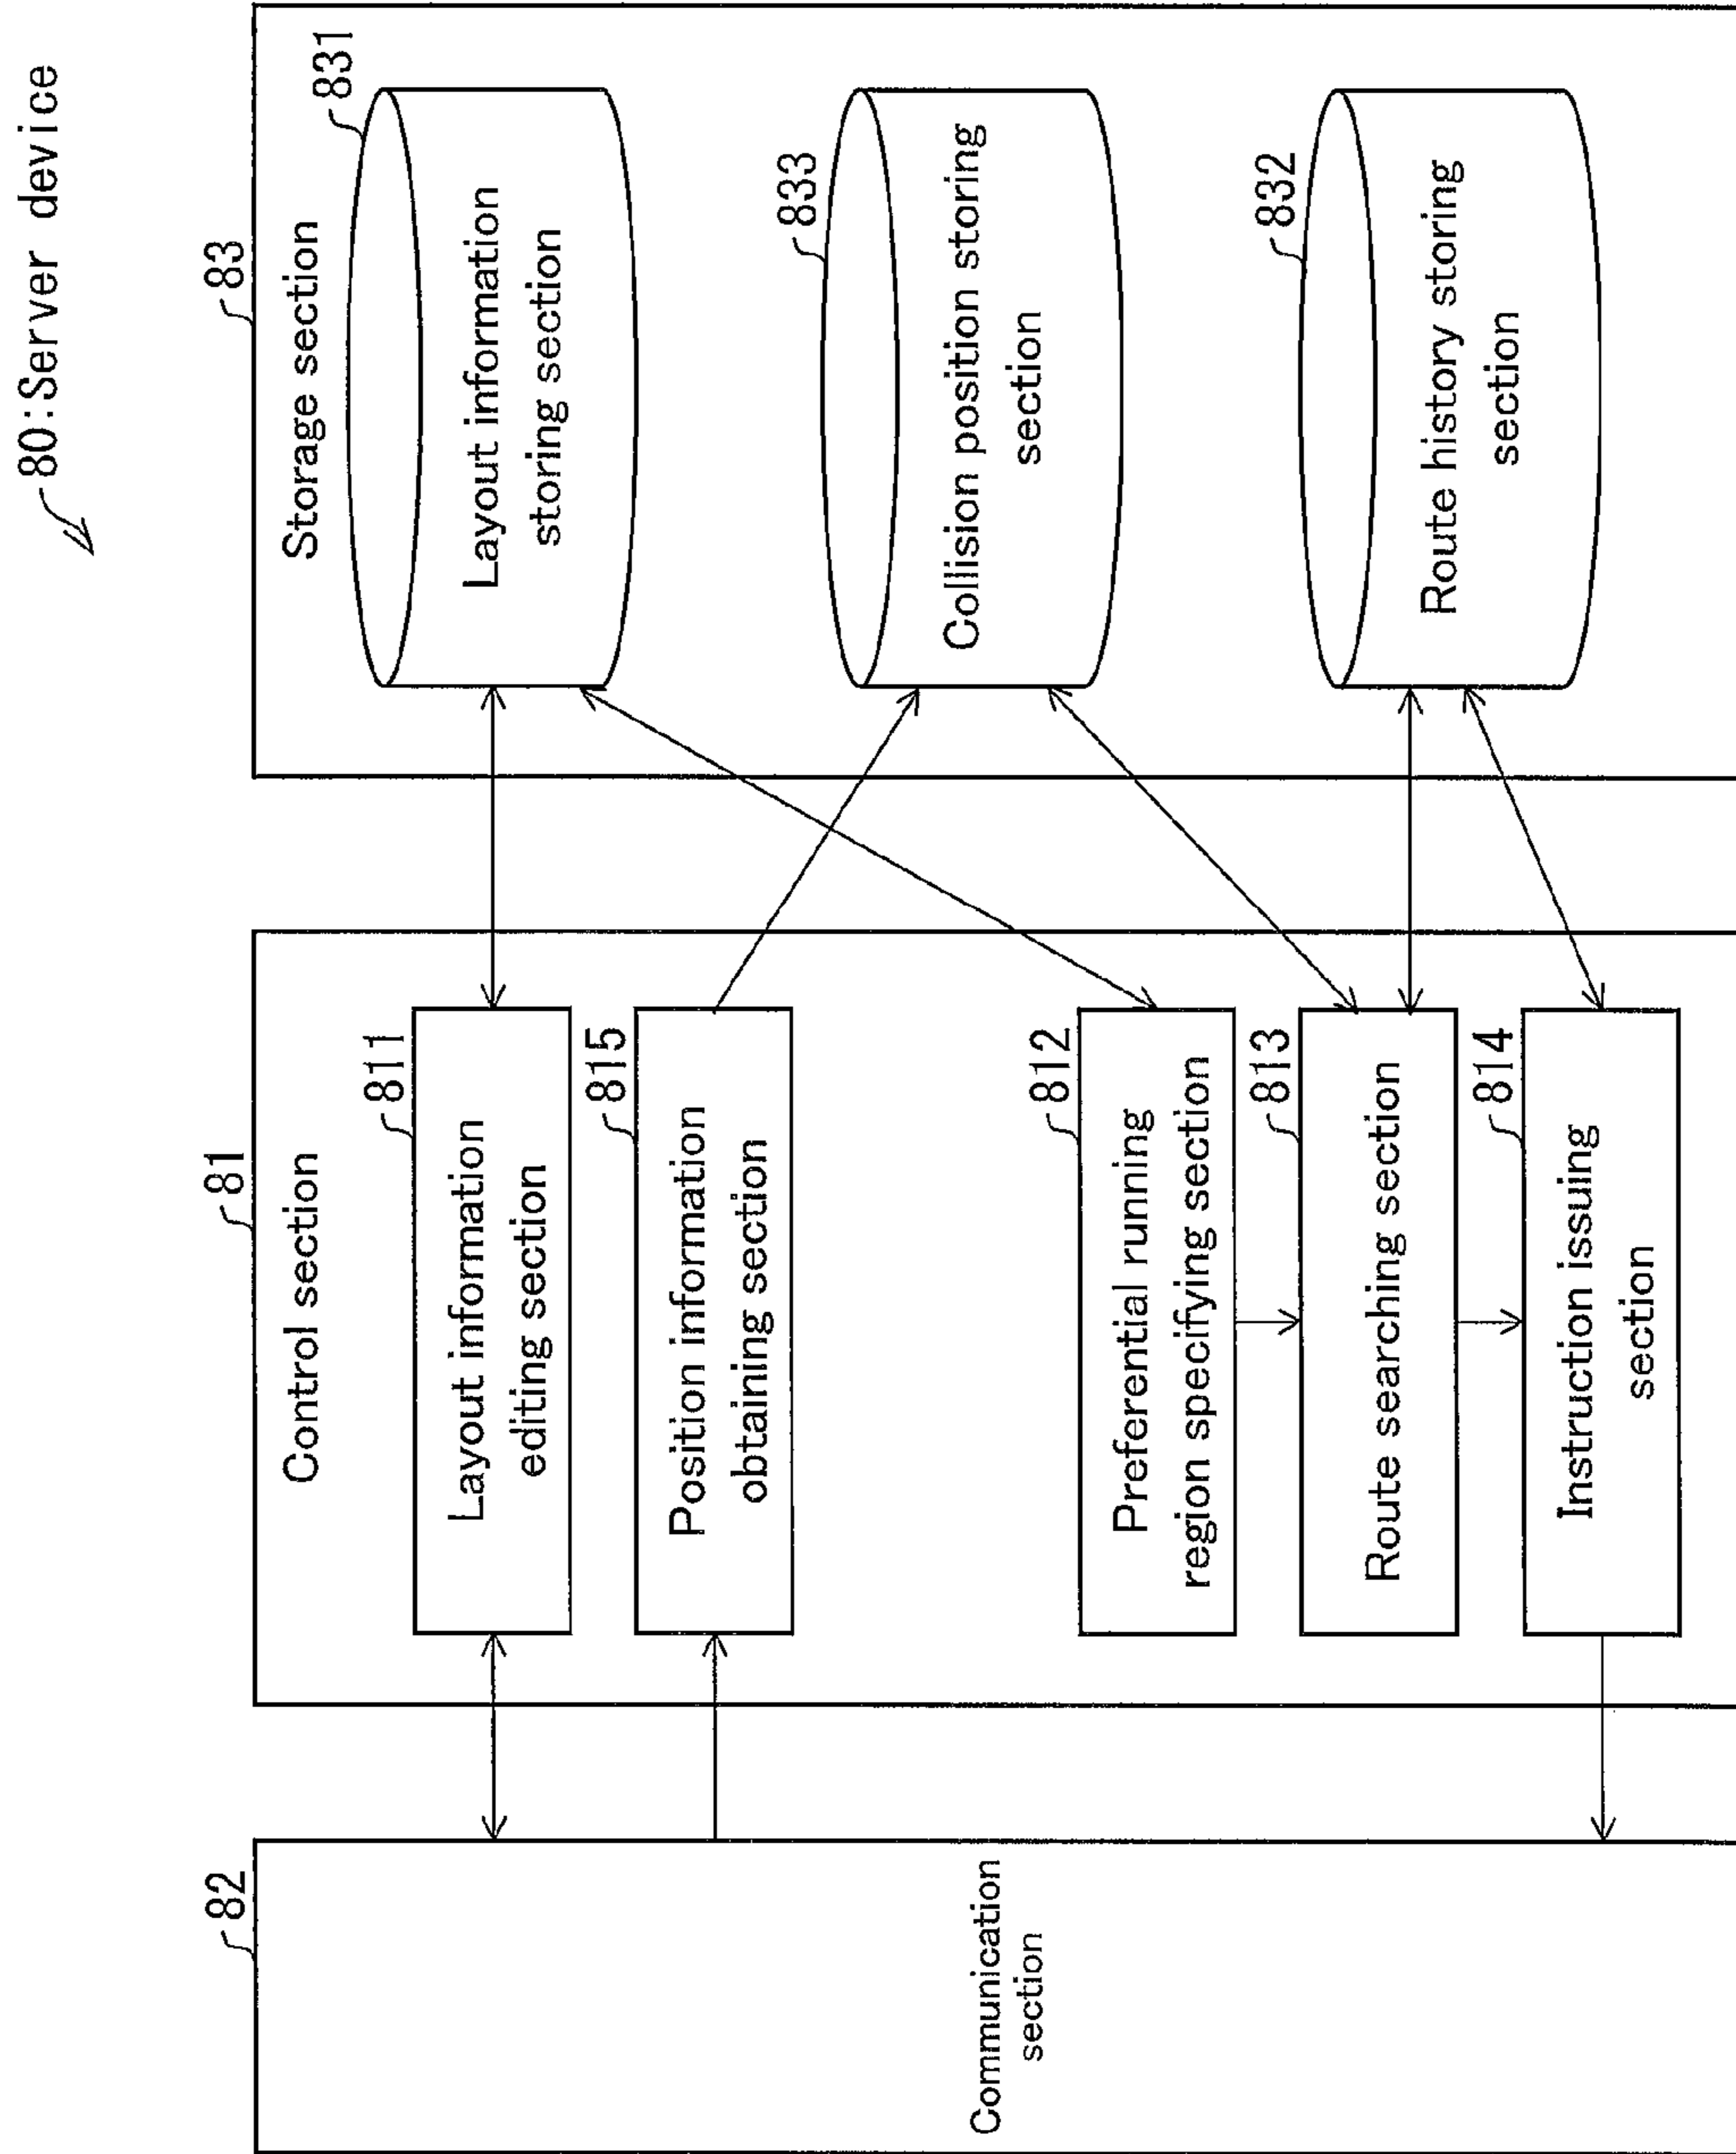 80:Server device
82
Communication
section
81
Control section
811
Layout information
editing section
815
Position information
obtaining section
812
Preferential running
region specifying section
813
Route searching section
814
Instruction issuing
section
83
Storage section
831
Layout information
storing section
833
Collision position storing
section
832
Route history storing
section